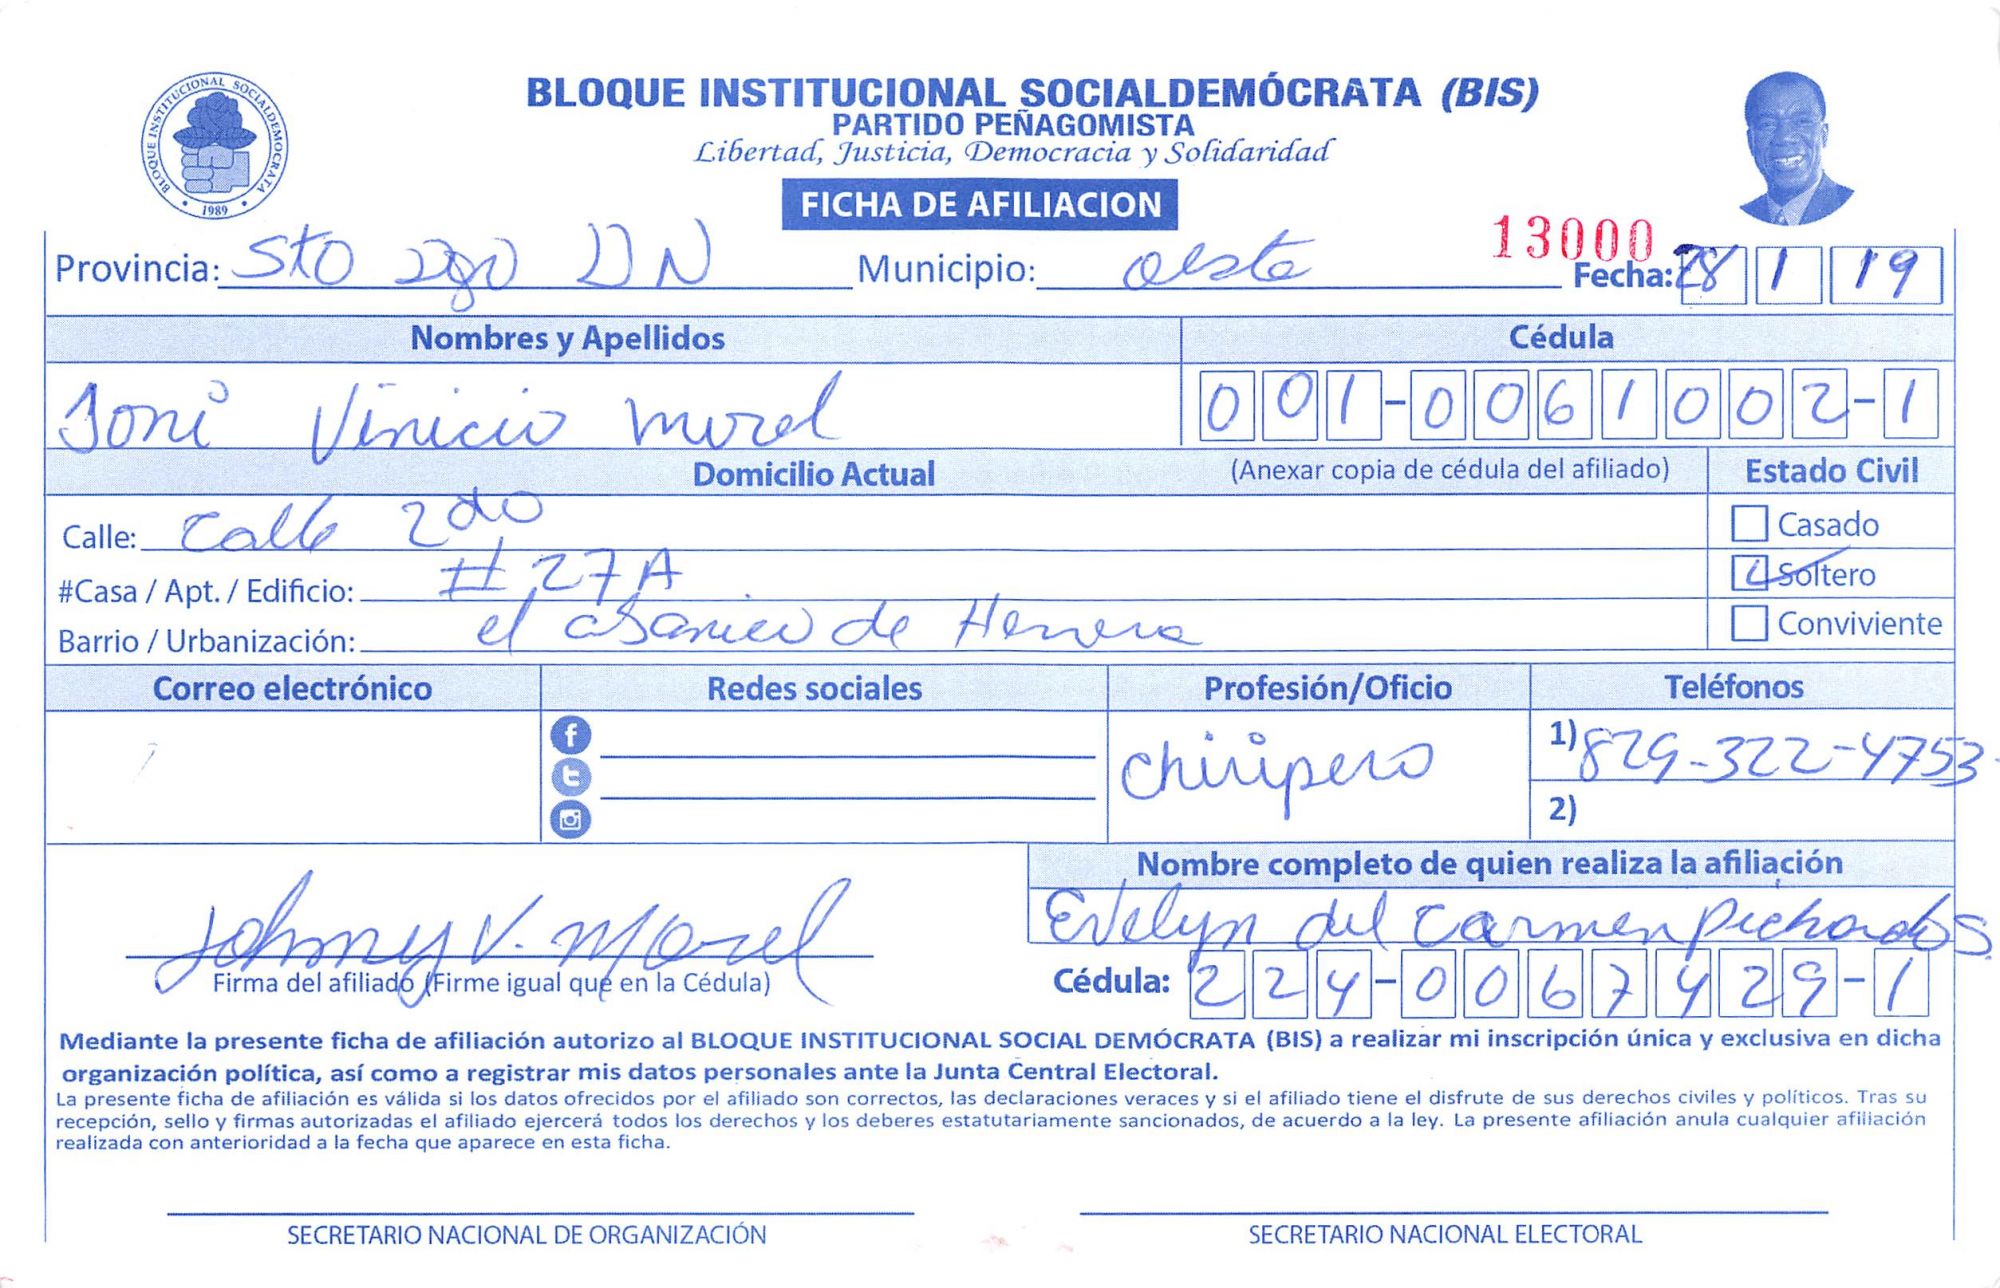 BLOQUE INSTITUCIONAL SOCIALDEMÓCRATA
1989
BLOQUE INSTITUCIONAL SOCIALDEMÓCRATA (BIS)
PARTIDO PEÑAGOMISTA
Libertad, Justicia, Democracia y Solidaridad
FICHA DE AFILIACION
13000
Provincia: Sto Dgo DN Municipio: oeste Fecha: 28 1 19
Nombres y Apellidos Cédula
Joni Vinicio morel 001-0061002-1
Domicilio Actual (Anexar copia de cédula del afiliado) Estado Civil
Calle: Calle 2do Casado
#Casa / Apt. / Edificio: # 27A Soltero
Barrio / Urbanización: el abanico de Herrera Conviviente
Correo electrónico Redes sociales Profesión/Oficio Teléfonos
chiripero 1) 829-322-4753
2)
Nombre completo de quien realiza la afiliación
Johnny V. Morel Evelyn del Carmen Pichardo S.
Firma del afiliado (Firme igual que en la Cédula) Cédula: 224-0067429-1
Mediante la presente ficha de afiliación autorizo al BLOQUE INSTITUCIONAL SOCIAL DEMÓCRATA (BIS) a realizar mi inscripción única y exclusiva en dicha
organización política, así como a registrar mis datos personales ante la Junta Central Electoral.
La presente ficha de afiliación es válida si los datos ofrecidos por el afiliado son correctos, las declaraciones veraces y si el afiliado tiene el disfrute de sus derechos civiles y políticos. Tras su
recepción, sello y firmas autorizadas el afiliado ejercerá todos los derechos y los deberes estatutariamente sancionados, de acuerdo a la ley. La presente afiliación anula cualquier afiliación
realizada con anterioridad a la fecha que aparece en esta ficha.
SECRETARIO NACIONAL DE ORGANIZACIÓN SECRETARIO NACIONAL ELECTORAL